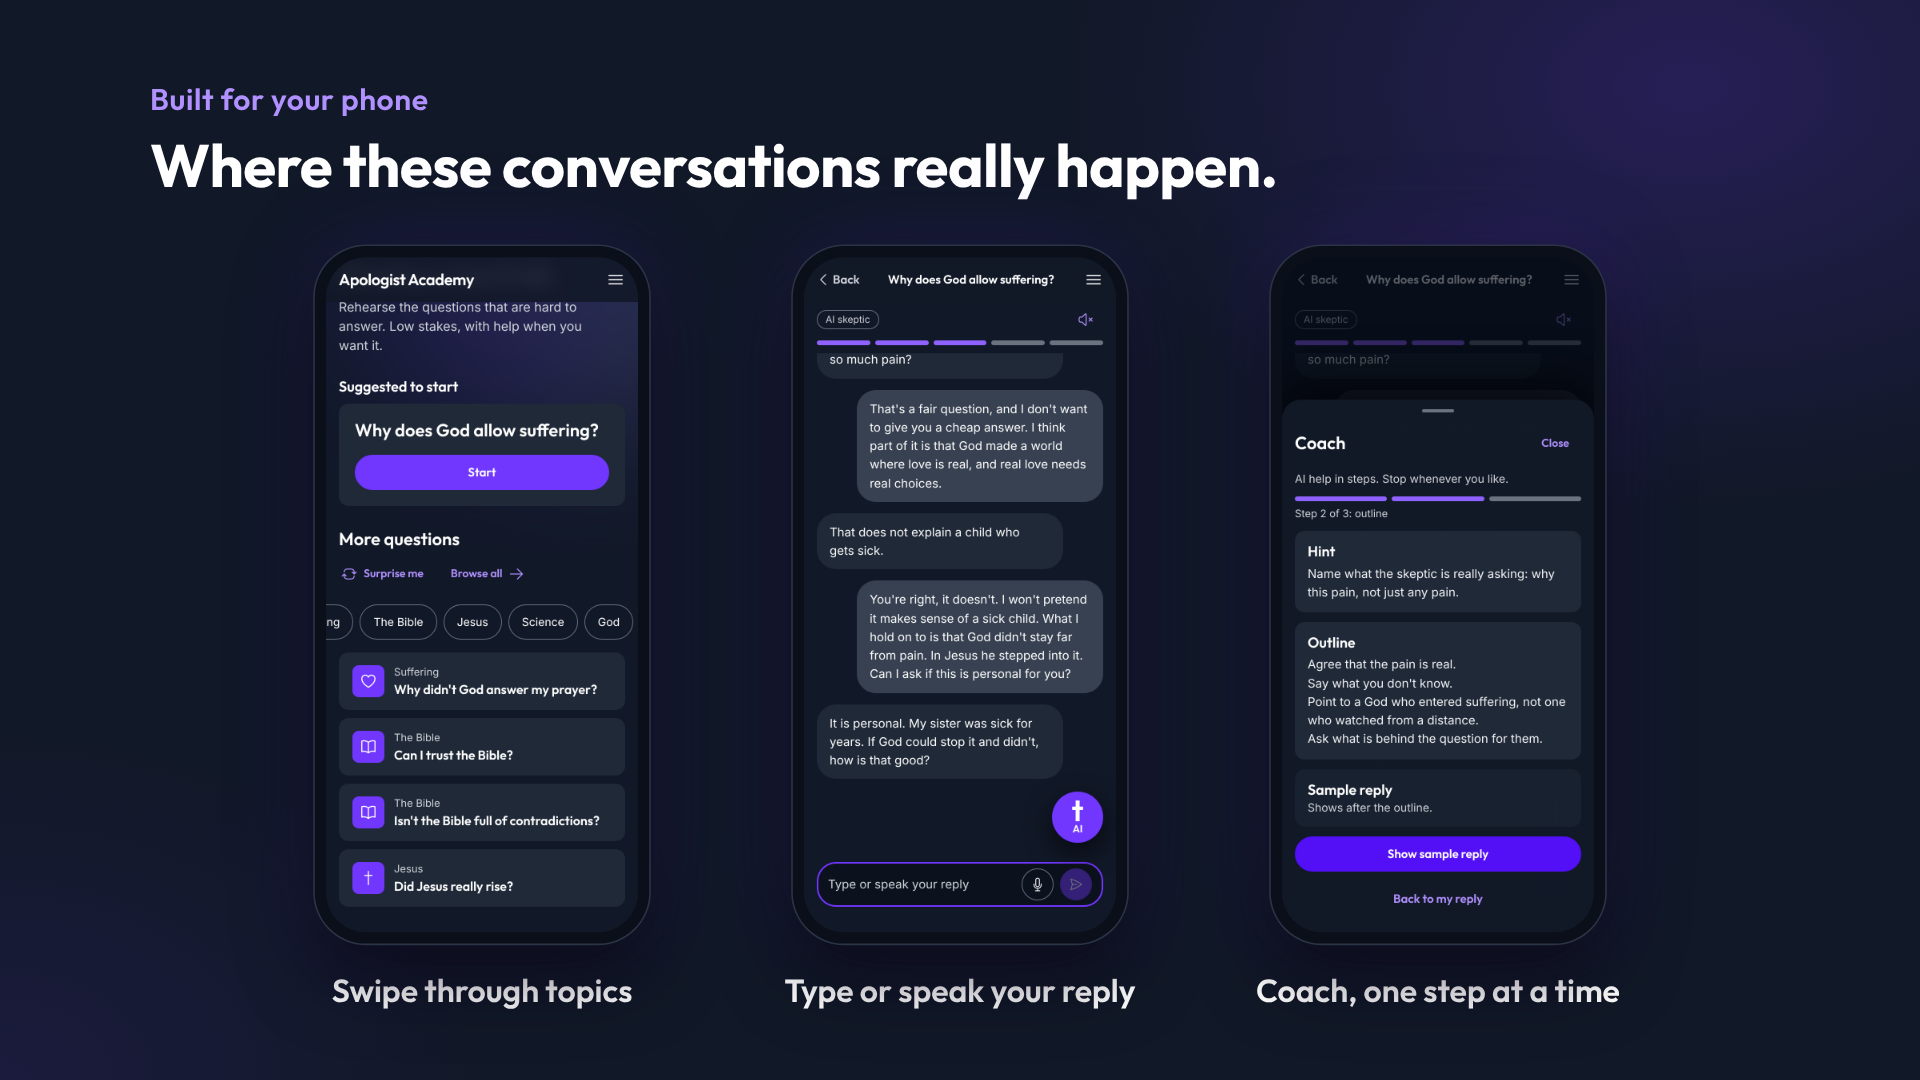 Built for your phone
Where these conversations really happen.
Apologist Academy
Rehearse the questions that are hard to
answer. Low stakes, with help when you
want it.
Suggested to start
Why does God allow suffering?
Start
More questions
Surprise me
Browse all
ng
The Bible
Jesus
Science
God
Suffering
Why didn't God answer my prayer?
The Bible
Can I trust the Bible?
The Bible
Isn't the Bible full of contradictions?
Jesus
Did Jesus really rise?
Swipe through topics
Back
Why does God allow suffering?
AI skeptic
so much pain?
That's a fair question, and I don't want
to give you a cheap answer. I think
part of it is that God made a world
where love is real, and real love needs
real choices.
That does not explain a child who
gets sick.
You're right, it doesn't. I won't pretend
it makes sense of a sick child. What I
hold on to is that God didn't stay far
from pain. In Jesus he stepped into it.
Can I ask if this is personal for you?
It is personal. My sister was sick for
years. If God could stop it and didn't,
how is that good?
AI
Type or speak your reply
Type or speak your reply
Back
Why does God allow suffering?
AI skeptic
so much pain?
Coach
Close
AI help in steps. Stop whenever you like.
Step 2 of 3: outline
Hint
Name what the skeptic is really asking: why
this pain, not just any pain.
Outline
Agree that the pain is real.
Say what you don't know.
Point to a God who entered suffering, not one
who watched from a distance.
Ask what is behind the question for them.
Sample reply
Shows after the outline.
Show sample reply
Back to my reply
Coach, one step at a time